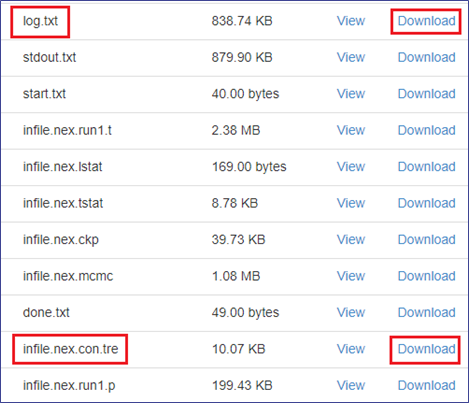 log.txt 838.74 KB View Download
stdout.txt 879.90 KB View Download
start.txt 40.00 bytes View Download
infile.nex.run1.t 2.38 MB View Download
infile.nex.lstat 169.00 bytes View Download
infile.nex.tstat 8.78 KB View Download
infile.nex.ckp 39.73 KB View Download
infile.nex.mcmc 1.08 MB View Download
done.txt 49.00 bytes View Download
infile.nex.con.tre 10.07 KB View Download
infile.nex.run1.p 199.43 KB View Download